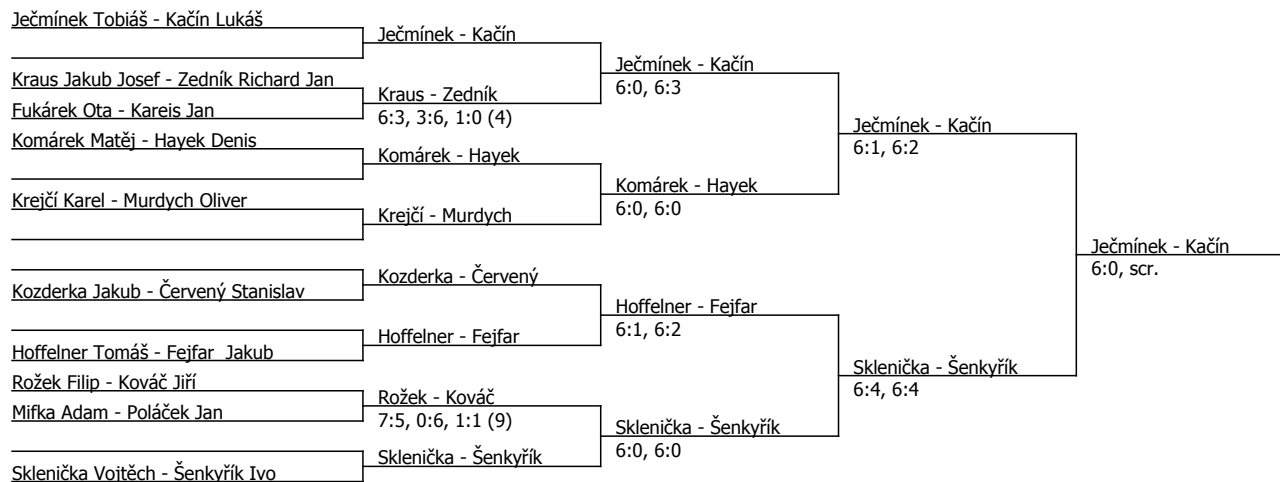 Ječmínek Tobiáš - Kačín Lukáš
Kraus Jakub Josef - Zedník Richard Jan
Fukárek Ota - Kareis Jan
Komárek Matěj - Hayek Denis
Krejčí Karel - Murdych Oliver
Kozderka Jakub - Červený Stanislav
Hoffelner Tomáš - Fejfar  Jakub
Rožek Filip - Kováč Jiří
Mifka Adam - Poláček Jan
Sklenička Vojtěch - Šenkyřík Ivo
Ječmínek - Kačín
Kraus - Zedník
6:3, 3:6, 1:0 (4)
Komárek - Hayek
Krejčí - Murdych
Kozderka - Červený
Hoffelner - Fejfar
Rožek - Kováč
7:5, 0:6, 1:1 (9)
Sklenička - Šenkyřík
Ječmínek - Kačín
6:0, 6:3
Komárek - Hayek
6:0, 6:0
Hoffelner - Fejfar
6:1, 6:2
Sklenička - Šenkyřík
6:0, 6:0
Ječmínek - Kačín
6:1, 6:2
Sklenička - Šenkyřík
6:4, 6:4
Ječmínek - Kačín
6:0, scr.